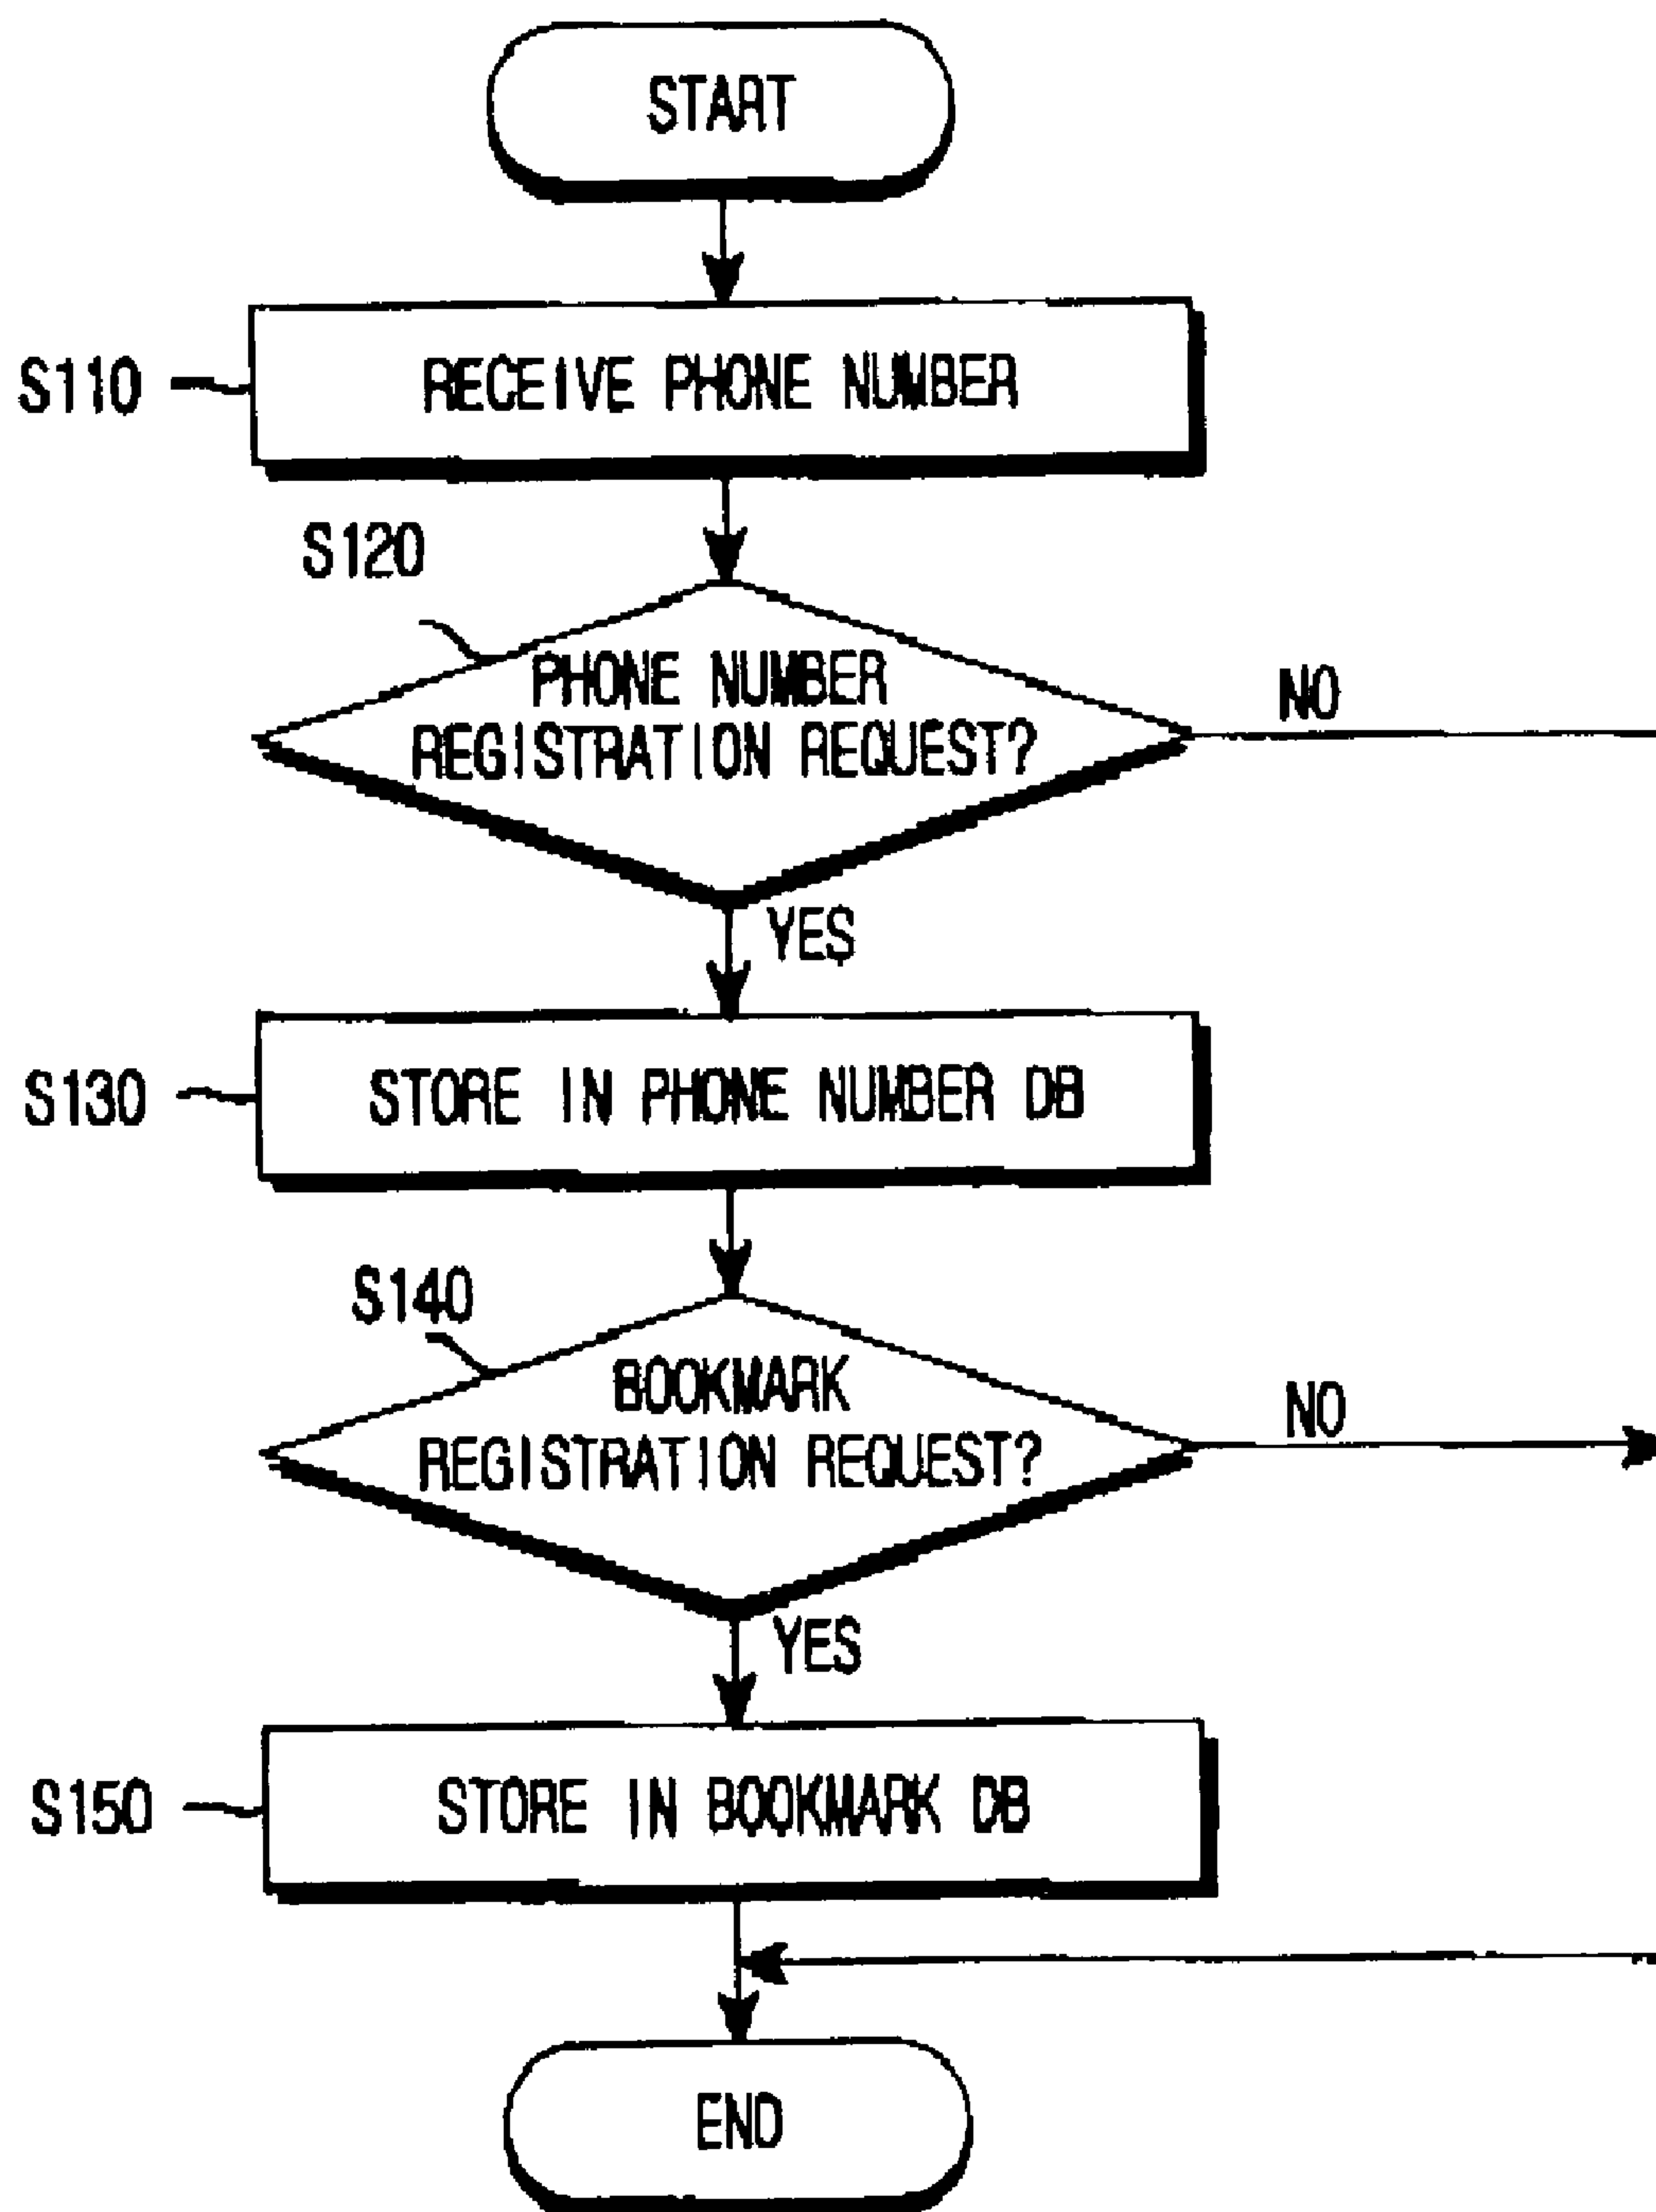 START
S110
RECEIVE PHONE NUMBER
S120
PHONE NUMBER
REGISTRATION REQUEST?
NO
YES
S130
STORE IN PHONE NUMBER DB
S140
BOOKMARK
REGISTRATION REQUEST?
NO
YES
S150
STORE IN BOOKMARK DB
END